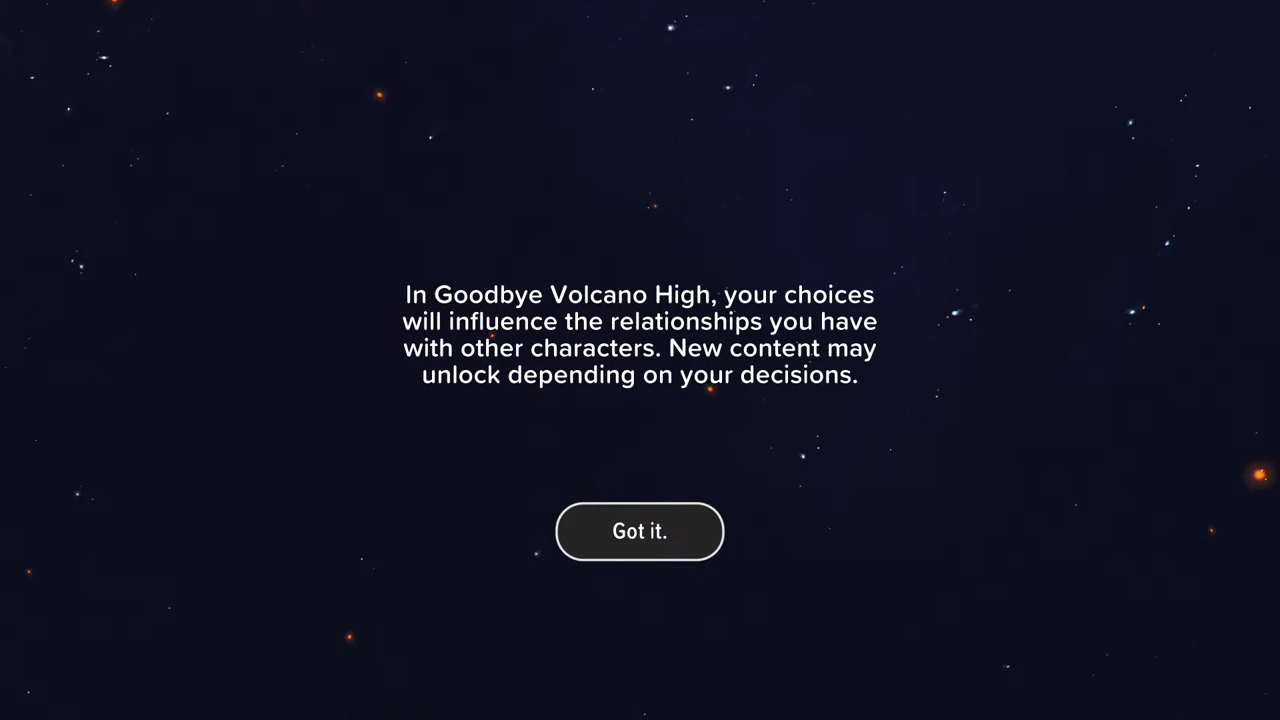 In Goodbye Volcano High, your choices
will influence the relationships you have
with other characters. New content may
unlock depending on your decisions.
Got it.